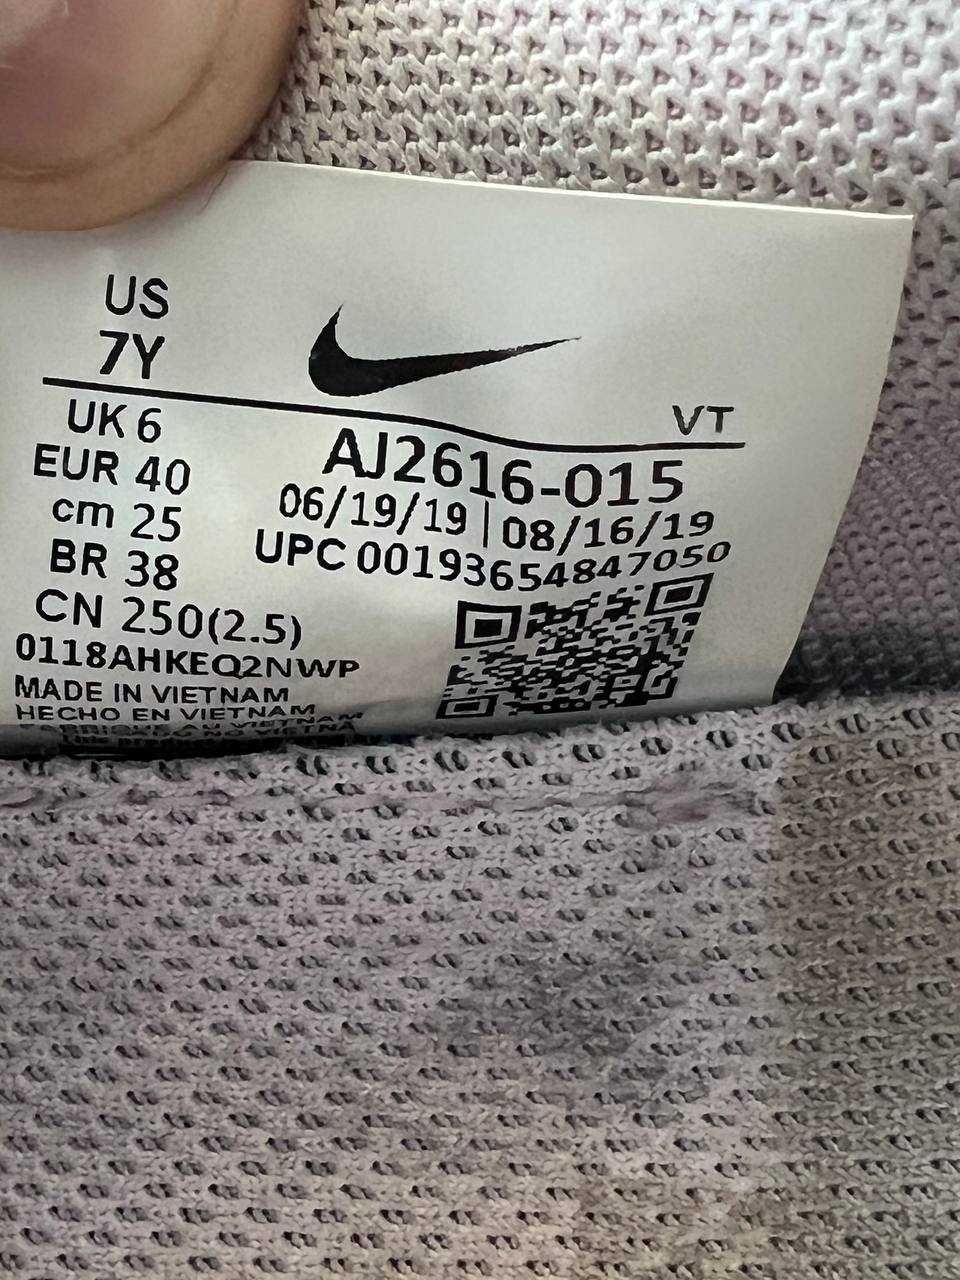 US
7Y
UK 6
EUR 40
cm 25
BR 38
CN 250(2.5)
0118AHKEQ2NWP
MADE IN VIETNAM
HECHO EN VIETNAM
VT
AJ2616-015
06/19/19 | 08/16/19
UPC 00193654847050